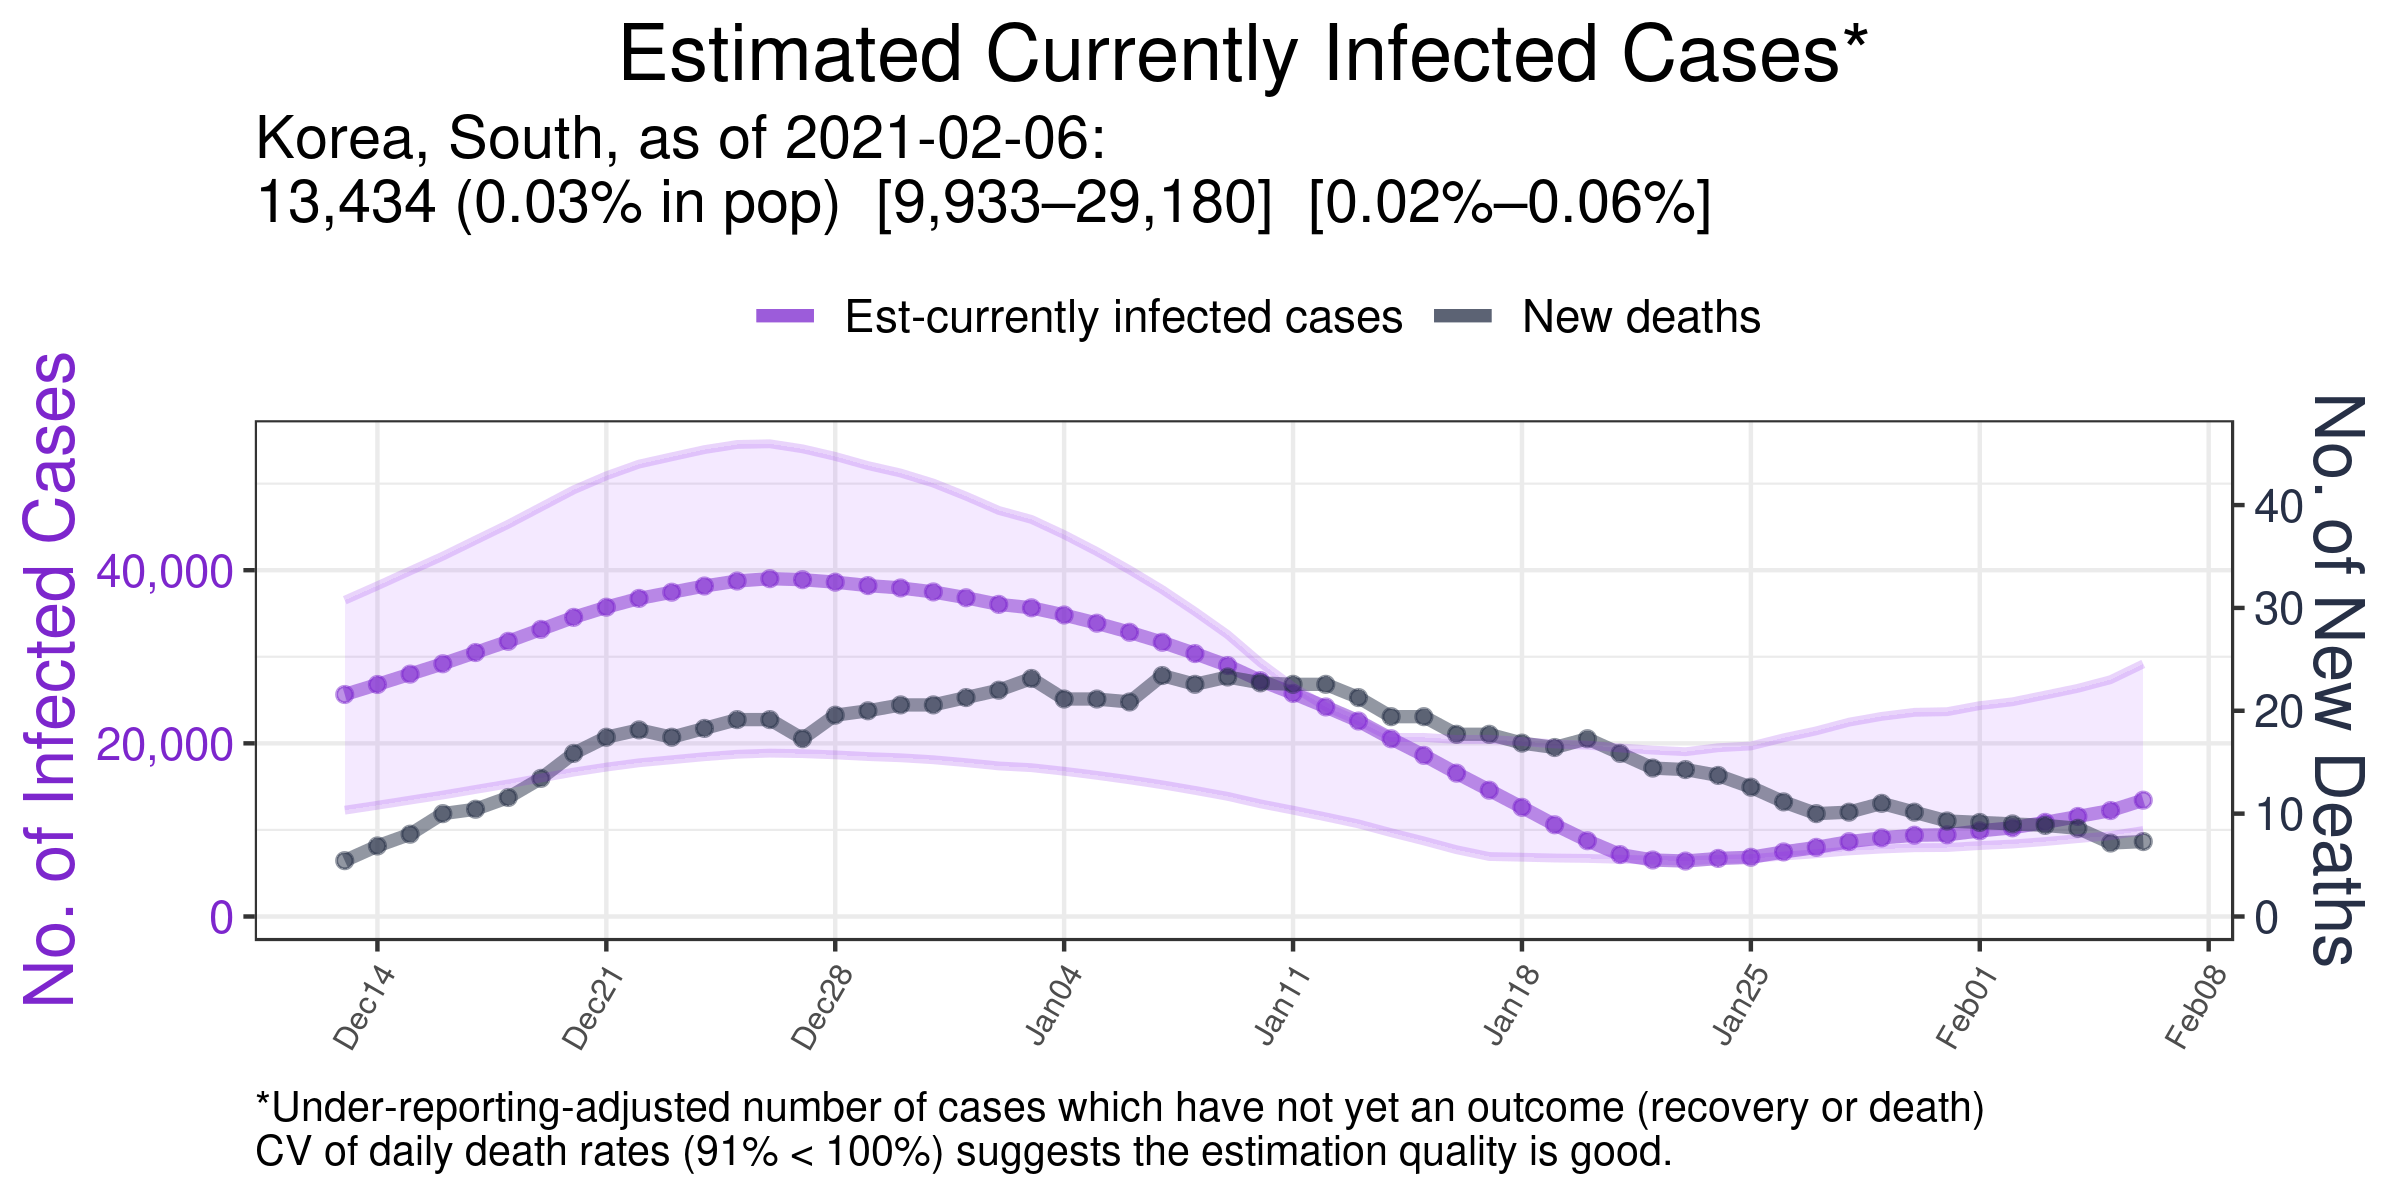 Estimated Currently Infected Cases*
Korea, South, as of 2021-02-06:
13,434 (0.03% in pop) [9,933–29,180] [0.02%–0.06%]
Est-currently infected cases New deaths
No. of Infected Cases
40,000
20,000
0
No. of New Deaths
40
30
20
10
0
Dec14 Dec21 Dec28 Jan04 Jan11 Jan18 Jan25 Feb01 Feb08
*Under-reporting-adjusted number of cases which have not yet an outcome (recovery or death)
CV of daily death rates (91% < 100%) suggests the estimation quality is good.